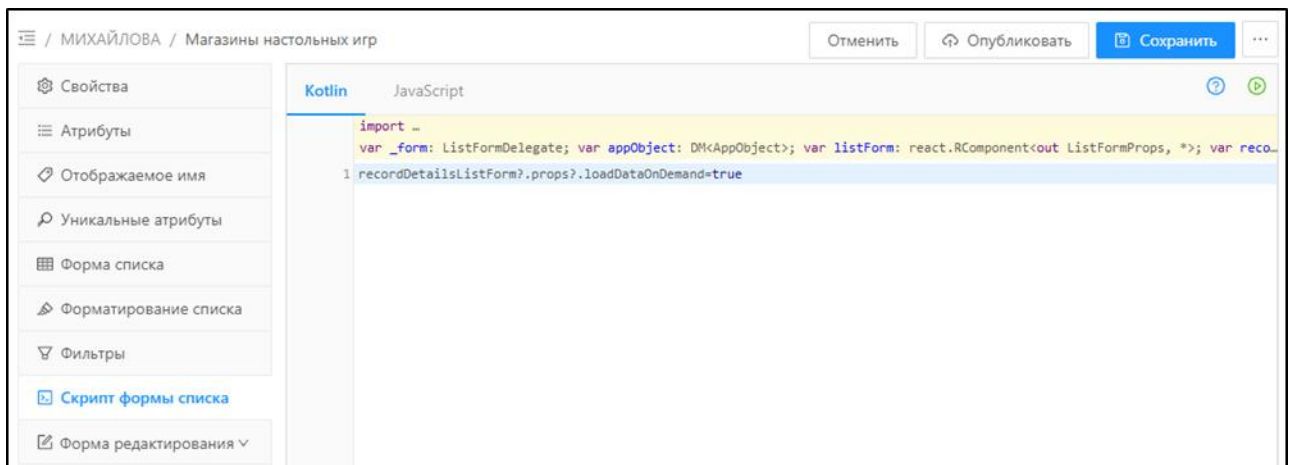 / МИХАЙЛОВА / Магазины настольных игр
Отменить
Опубликовать
Сохранить
...
Свойства
Атрибуты
Отображаемое имя
Уникальные атрибуты
Форма списка
Форматирование списка
Фильтры
Скрипт формы списка
Форма редактирования
Kotlin
JavaScript
import …
var _form: ListFormDelegate; var appObject: DM<AppObject>; var listForm: react.RComponent<out ListFormProps, *>; var reco…
1 recordDetailsListForm?.props?.loadDataOnDemand=true